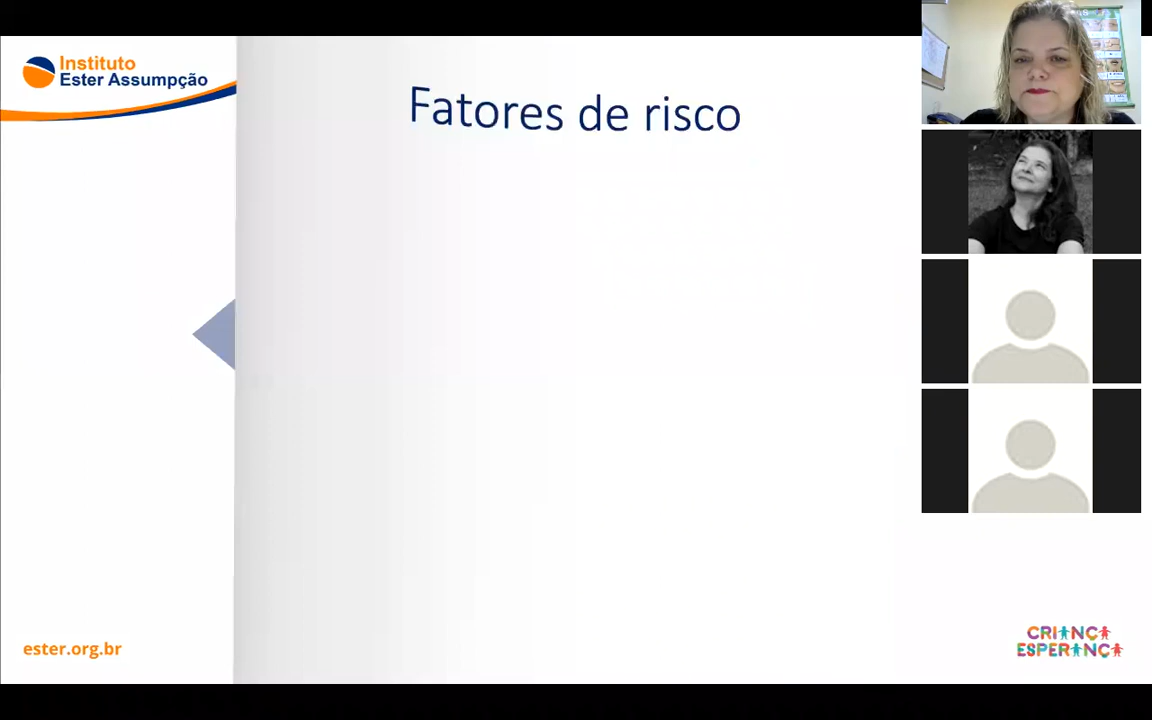 Instituto
Ester Assumpção
Fatores de risco
ester.org.br
CRIANÇA
ESPERANÇA